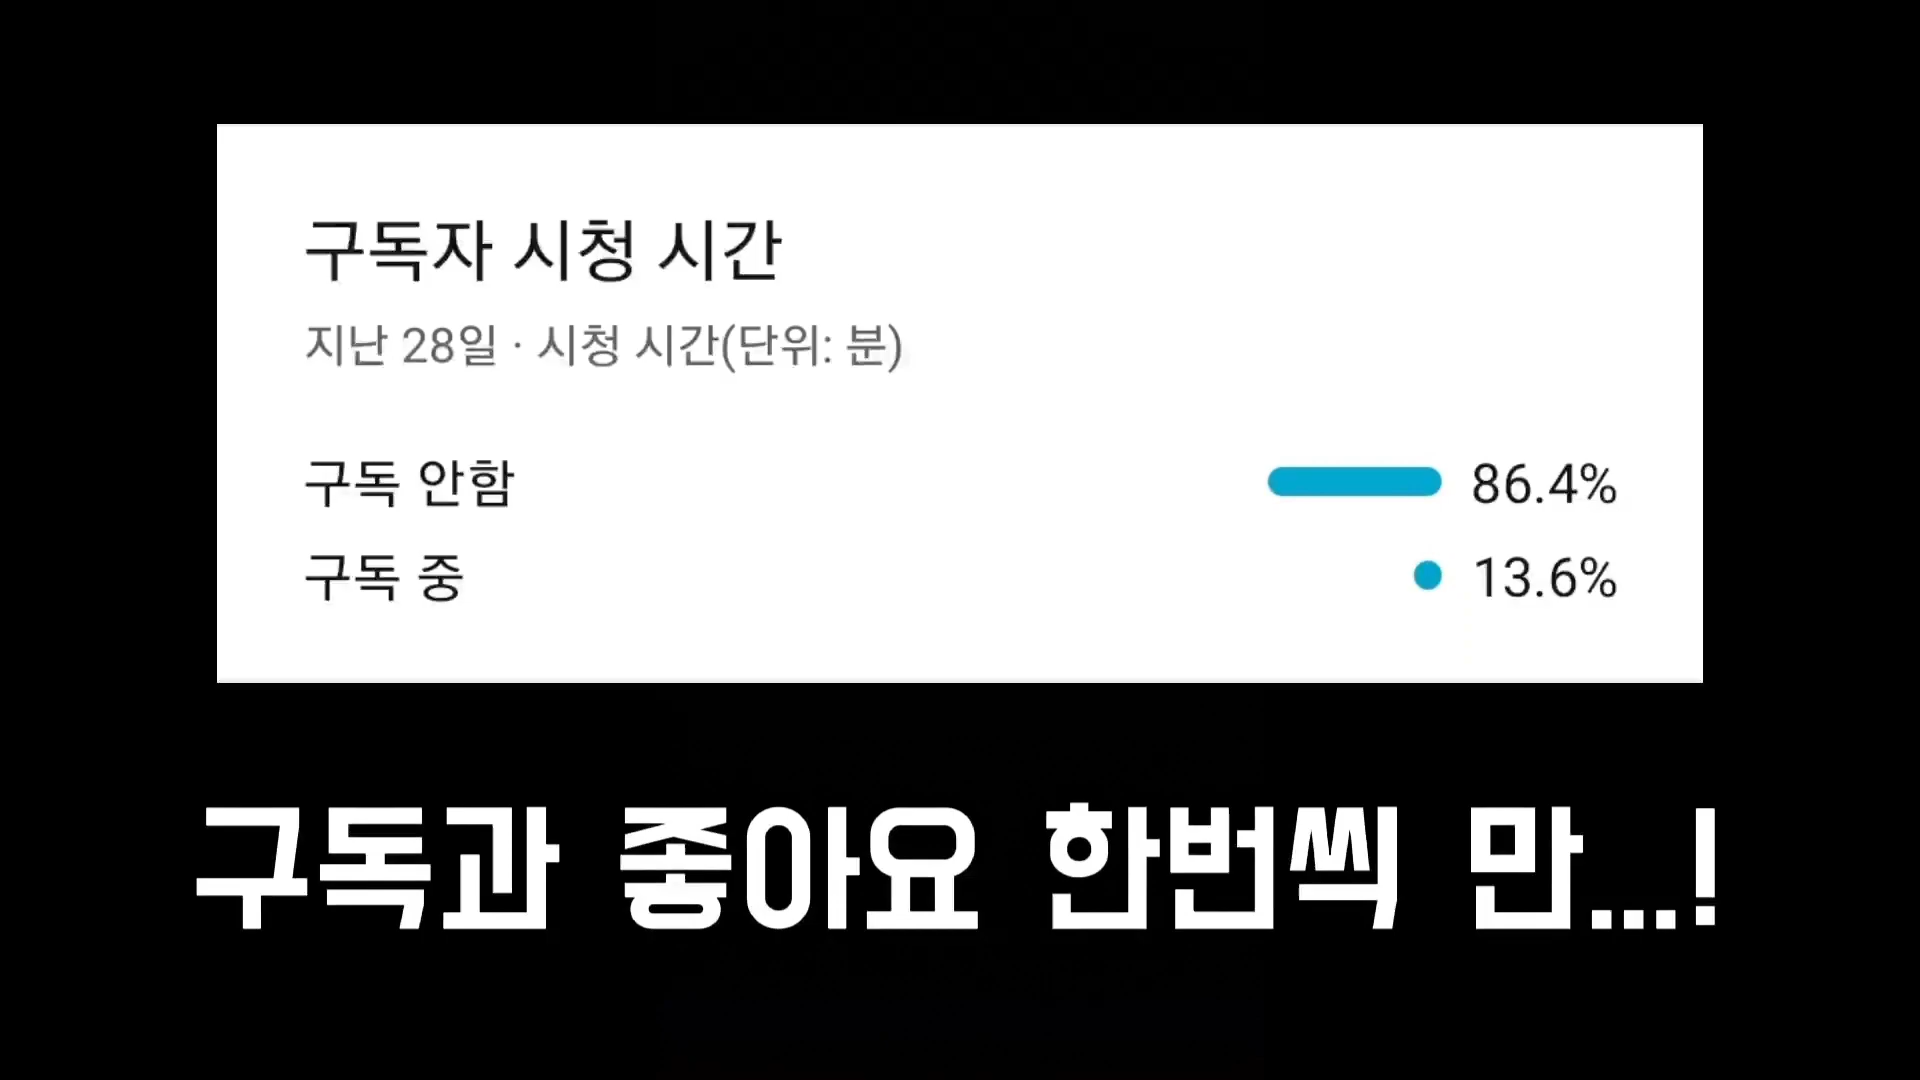 구독자 시청 시간
지난 28일 · 시청 시간(단위: 분)
구독 안함 86.4%
구독 중 13.6%
구독과 좋아요 한번씩 만...!